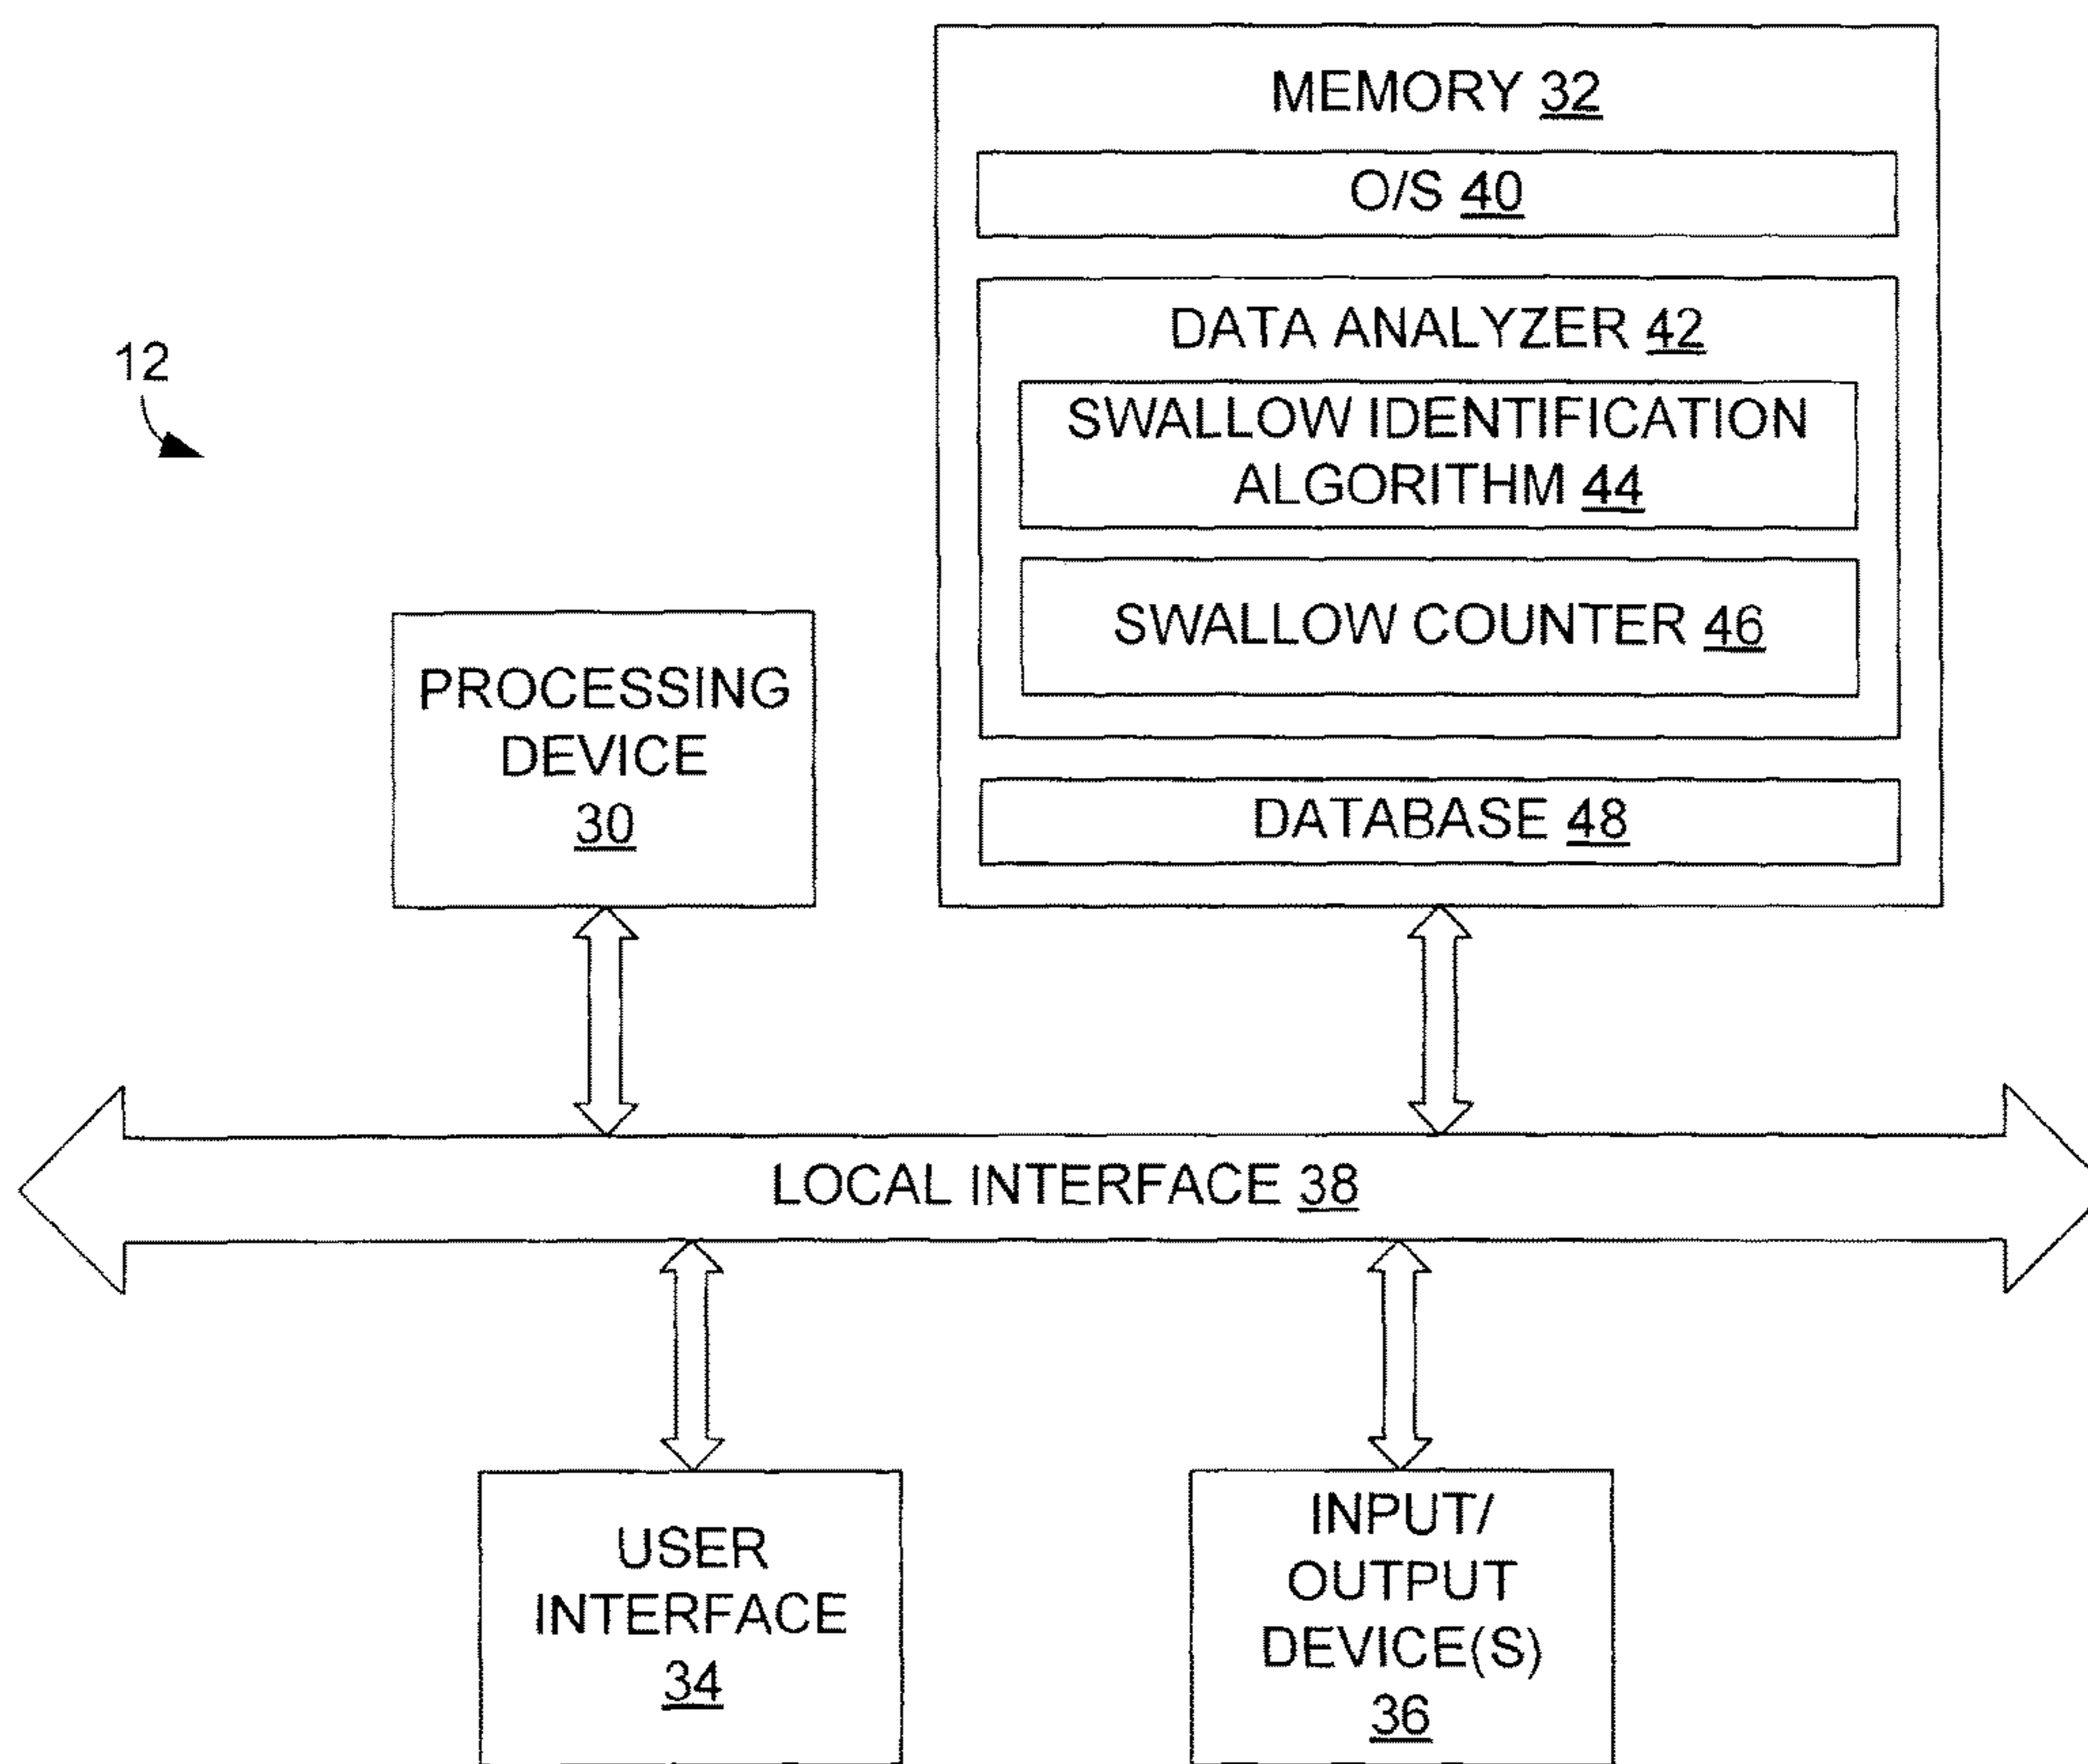 MEMORY 32
O/S 40
DATA ANALYZER 42
12
SWALLOW IDENTIFICATION
ALGORITHM 44
SWALLOW COUNTER 46
PROCESSING
DEVICE
30
DATABASE 48
LOCAL INTERFACE 38
USER
INTERFACE
34
INPUT/
OUTPUT
DEVICE(S)
36